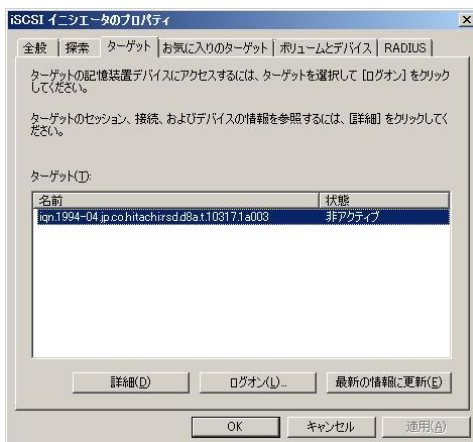 iSCSI イニシエータのプロパティ
全般 探索 ターゲット お気に入りのターゲット ボリュームとデバイス RADIUS
ターゲットの記憶装置デバイスにアクセスするには、ターゲットを選択して [ログオン] をクリック
してください。
ターゲットのセッション、接続、およびデバイスの情報を参照するには、[詳細] をクリックしてく
ださい。
ターゲット(T):
名前 状態
iqn.1994-04.jp.co.hitachi:rsd.d8a.t.10317.1a003 非アクティブ
詳細(D) ログオン(L)... 最新の情報に更新(E)
OK キャンセル 適用(A)